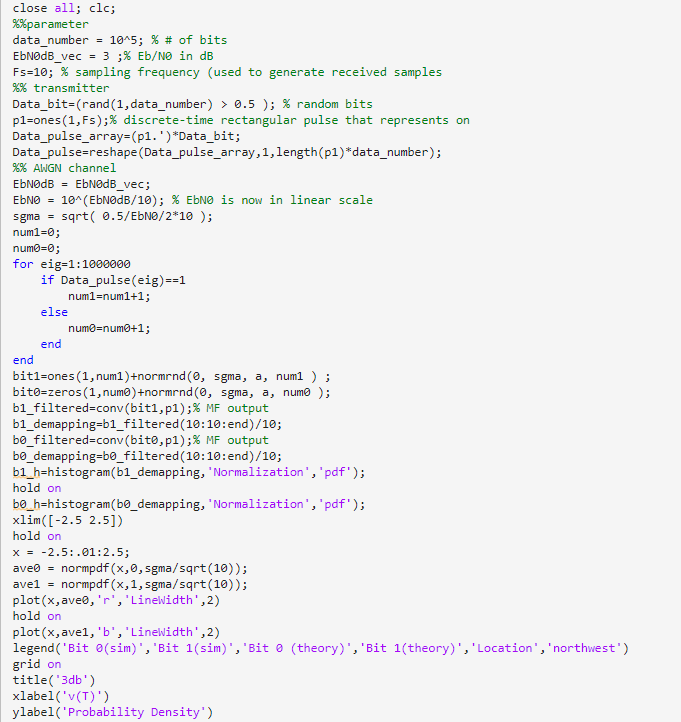 close all; clc;
%%parameter
data_number = 10^5; % # of bits
EbN0dB_vec = 3 ;% Eb/N0 in dB
Fs=10; % sampling frequency (used to generate received samples
%% transmitter
Data_bit=(rand(1,data_number) > 0.5 ); % random bits
p1=ones(1,Fs);% discrete-time rectangular pulse that represents on
Data_pulse_array=(p1.')*Data_bit;
Data_pulse=reshape(Data_pulse_array,1,length(p1)*data_number);
%% AWGN channel
EbN0dB = EbN0dB_vec;
EbN0 = 10^(EbN0dB/10); % EbN0 is now in linear scale
sgma = sqrt( 0.5/EbN0/2*10 );
num1=0;
num0=0;
for eig=1:1000000
    if Data_pulse(eig)==1
        num1=num1+1;
    else
        num0=num0+1;
    end
end
bit1=ones(1,num1)+normrnd(0, sgma, a, num1 ) ;
bit0=zeros(1,num0)+normrnd(0, sgma, a, num0 );
b1_filtered=conv(bit1,p1);% MF output
b1_demapping=b1_filtered(10:10:end)/10;
b0_filtered=conv(bit0,p1);% MF output
b0_demapping=b0_filtered(10:10:end)/10;
b1_h=histogram(b1_demapping,'Normalization','pdf');
hold on
b0_h=histogram(b0_demapping,'Normalization','pdf');
xlim([-2.5 2.5])
hold on
x = -2.5:.01:2.5;
ave0 = normpdf(x,0,sgma/sqrt(10));
ave1 = normpdf(x,1,sgma/sqrt(10));
plot(x,ave0,'r','LineWidth',2)
hold on
plot(x,ave1,'b','LineWidth',2)
legend('Bit 0(sim)','Bit 1(sim)','Bit 0 (theory)','Bit 1(theory)','Location','northwest')
grid on
title('3db')
xlabel('v(T)')
ylabel('Probability Density')